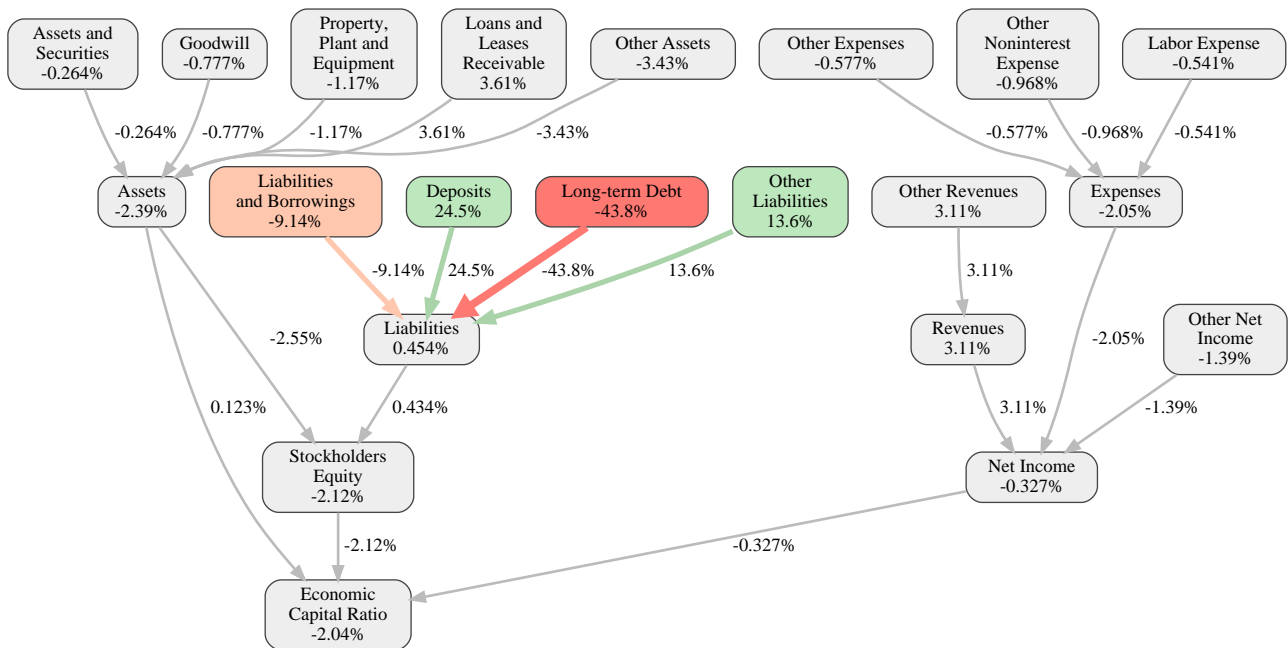 Assets and
Securities
-0.264%
Goodwill
-0.777%
Property,
Plant and
Equipment
-1.17%
Loans and
Leases
Receivable
3.61%
Other Assets
-3.43%
Other Expenses
-0.577%
Other
Noninterest
Expense
-0.968%
Labor Expense
-0.541%
-0.264%
-0.777%
-1.17%
3.61%
-3.43%
-0.577%
-0.968%
-0.541%
Assets
-2.39%
Liabilities
and Borrowings
-9.14%
Deposits
24.5%
Long-term Debt
-43.8%
Other
Liabilities
13.6%
Other Revenues
3.11%
Expenses
-2.05%
-9.14%
24.5%
-43.8%
13.6%
3.11%
Liabilities
0.454%
Revenues
3.11%
Other Net
Income
-1.39%
-2.55%
-2.05%
0.123%
0.434%
3.11%
-1.39%
Stockholders
Equity
-2.12%
Net Income
-0.327%
-2.12%
-0.327%
Economic
Capital Ratio
-2.04%